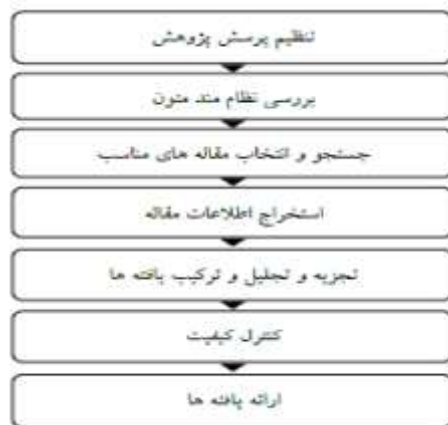 تنظیم پرسش پژوهش
بررسی نظام مند متون
جستجو و انتخاب مقاله های مناسب
استخراج اطلاعات مقاله
تجزیه و تحلیل و ترکیب یافته ها
کنترل کیفیت
ارائه یافته ها